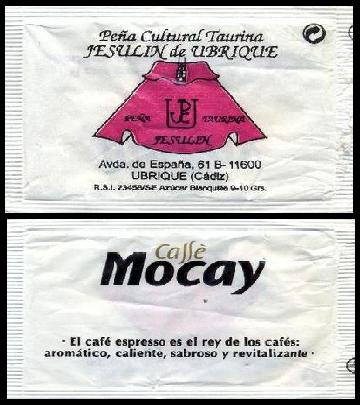 Peña Cultural Taurina
JESULIN de UBRIQUE
PEÑA TAURINA
JESULIN
Avda. de España, 61 B- 11600
UBRIQUE (Cádiz)
R.S.I. 23458/SE Azúcar Blanquilla 9-10 Grs.
Caffè
Mocay
· El café espresso es el rey de los cafés:
aromático, caliente, sabroso y revitalizante ·